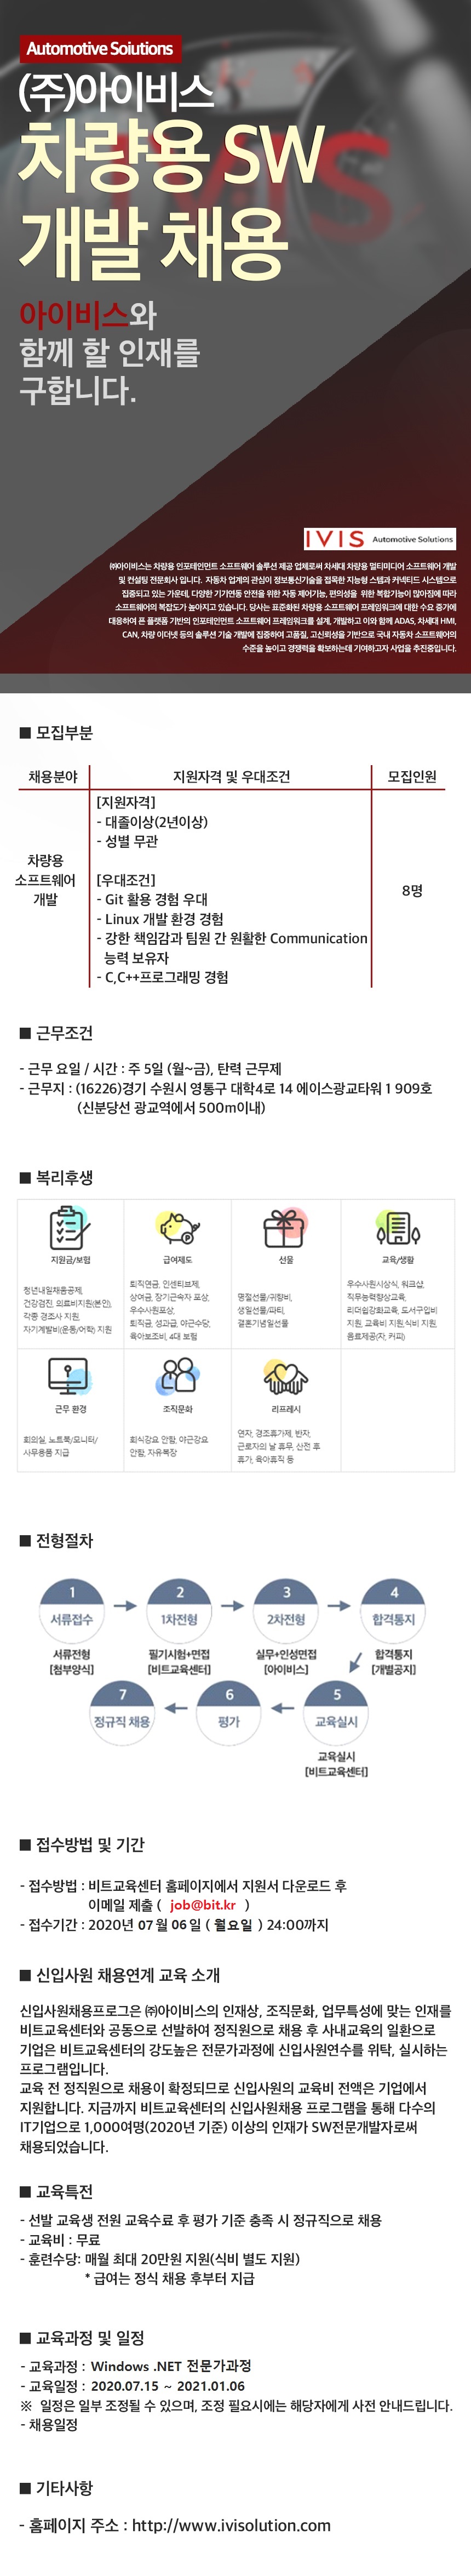 Automotive Soiutions
(주)아이비스
차량용 SW
개발 채용
아이비스와
함께 할 인재를
구합니다.
IVIS Automotive Solutions
㈜아이비스는 차량용 인포테인먼트 소프트웨어 솔루션 제공 업체로써 차세대 차량용 멀티미디어 소프트웨어 개발
및 컨설팅 전문회사 입니다. 자동차 업계의 관심이 정보통신기술을 접목한 지능형 스템과 커넥티드 시스템으로
집중되고 있는 가운데, 다양한 기기연동 안전을 위한 자동 제어기능, 편의성을 위한 복합기능이 많아짐에 따라
소프트웨어의 복잡도가 높아지고 있습니다. 당사는 표준화된 차량용 소프트웨어 프레임워크에 대한 수요 증가에
대응하여 픈 플랫폼 기반의 인포테인먼트 소프트웨어 프레임워크를 설계, 개발하고 이와 함께 ADAS, 차세대 HMI,
CAN, 차량 이더넷 등의 솔루션 기술 개발에 집중하여 고품질, 고신뢰성을 기반으로 국내 자동차 소프트웨어의
수준을 높이고 경쟁력을 확보하는데 기여하고자 사업을 추진중입니다.
■ 모집부분
채용분야 지원자격 및 우대조건 모집인원
[지원자격]
- 대졸이상(2년이상)
- 성별 무관
차량용
소프트웨어
개발
[우대조건]
- Git 활용 경험 우대
- Linux 개발 환경 경험
- 강한 책임감과 팀원 간 원활한 Communication
능력 보유자
- C,C++프로그래밍 경험
8명
■ 근무조건
- 근무 요일 / 시간 : 주 5일 (월~금), 탄력 근무제
- 근무지 : (16226)경기 수원시 영통구 대학4로 14 에이스광교타워 1 909호
(신분당선 광교역에서 500m이내)
■ 복리후생
지원금/보험
청년내일채움공제,
건강검진, 의료비지원(본인),
각종 경조사 지원,
자기계발비(운동/어학) 지원
급여제도
퇴직연금, 인센티브제,
상여금, 장기근속자 포상,
우수사원포상,
퇴직금, 성과급, 야근수당,
육아보조비, 4대 보험
선물
명절선물/귀향비,
생일선물/파티,
결혼기념일선물
교육/생활
우수사원시상식, 워크샵,
직무능력향상교육,
리더쉽강화교육, 도서구입비
지원, 교육비 지원,식비 지원,
음료제공(차, 커피)
근무 환경
회의실, 노트북/모니터/
사무용품 지급
조직문화
회식강요 안함, 야근강요
안함, 자유복장
리프레시
연차, 경조휴가제, 반차,
근로자의 날 휴무, 산전 후
휴가, 육아휴직 등
■ 전형절차
1 서류접수
서류전형
[첨부양식]
2 1차전형
필기시험+면접
[비트교육센터]
3 2차전형
실무+인성면접
[아이비스]
4 합격통지
합격통지
[개별공지]
7 정규직 채용
6 평가
5 교육실시
교육실시
[비트교육센터]
■ 접수방법 및 기간
- 접수방법 : 비트교육센터 홈페이지에서 지원서 다운로드 후
이메일 제출 ( job@bit.kr )
- 접수기간 : 2020년 07월 06일 ( 월요일 ) 24:00까지
■ 신입사원 채용연계 교육 소개
신입사원채용프로그은 ㈜아이비스의 인재상, 조직문화, 업무특성에 맞는 인재를
비트교육센터와 공동으로 선발하여 정직원으로 채용 후 사내교육의 일환으로
기업은 비트교육센터의 강도높은 전문가과정에 신입사원연수를 위탁, 실시하는
프로그램입니다.
교육 전 정직원으로 채용이 확정되므로 신입사원의 교육비 전액은 기업에서
지원합니다. 지금까지 비트교육센터의 신입사원채용 프로그램을 통해 다수의
IT기업으로 1,000여명(2020년 기준) 이상의 인재가 SW전문개발자로써
채용되었습니다.
■ 교육특전
- 선발 교육생 전원 교육수료 후 평가 기준 충족 시 정규직으로 채용
- 교육비 : 무료
- 훈련수당: 매월 최대 20만원 지원(식비 별도 지원)
* 급여는 정식 채용 후부터 지급
■ 교육과정 및 일정
- 교육과정 : Windows .NET 전문가과정
- 교육일정 : 2020.07.15 ~ 2021.01.06
※ 일정은 일부 조정될 수 있으며, 조정 필요시에는 해당자에게 사전 안내드립니다.
- 채용일정
■ 기타사항
- 홈페이지 주소 : http://www.ivisolution.com